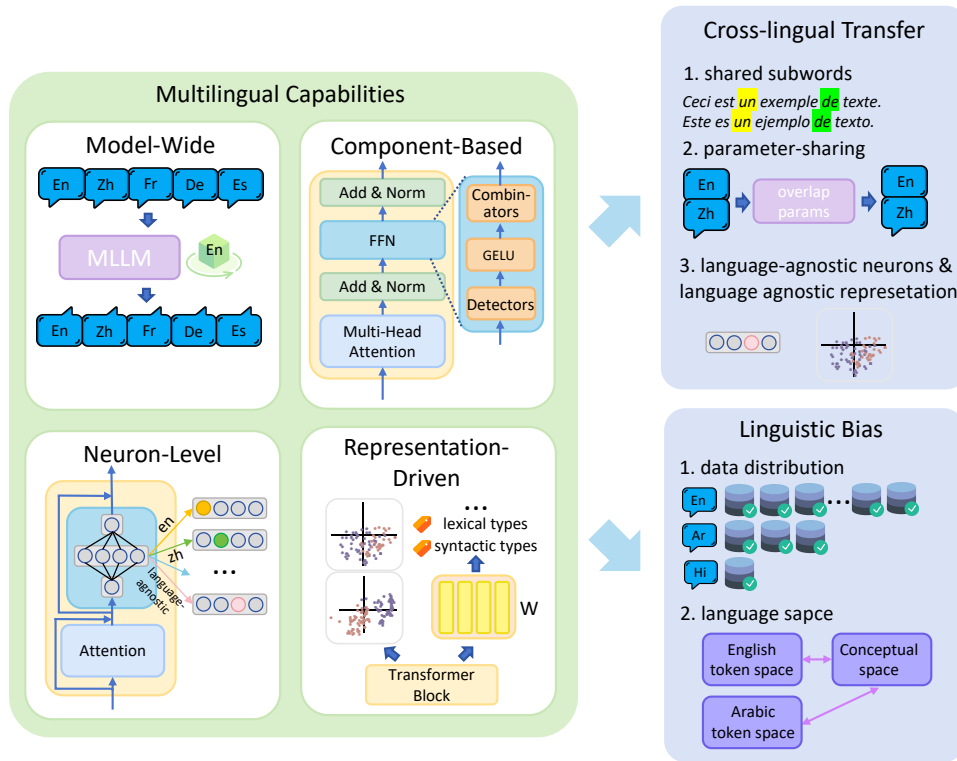 Multilingual Capabilities
Model-Wide
En Zh Fr De Es
MLLM
En
En Zh Fr De Es
Component-Based
Add & Norm
FFN
Add & Norm
Multi-Head
Attention
Combin-
ators
GELU
Detectors
Neuron-Level
en
zh
...
language-
agnostic
Attention
Representation-
Driven
...
lexical types
syntactic types
W
Transformer
Block
Cross-lingual Transfer
1. shared subwords
Ceci est un exemple de texte.
Este es un ejemplo de texto.
2. parameter-sharing
En
Zh
overlap
params
En
Zh
3. language-agnostic neurons &
language agnostic represetation
Linguistic Bias
1. data distribution
En
...
Ar
Hi
2. language sapce
English
token space
Conceptual
space
Arabic
token space